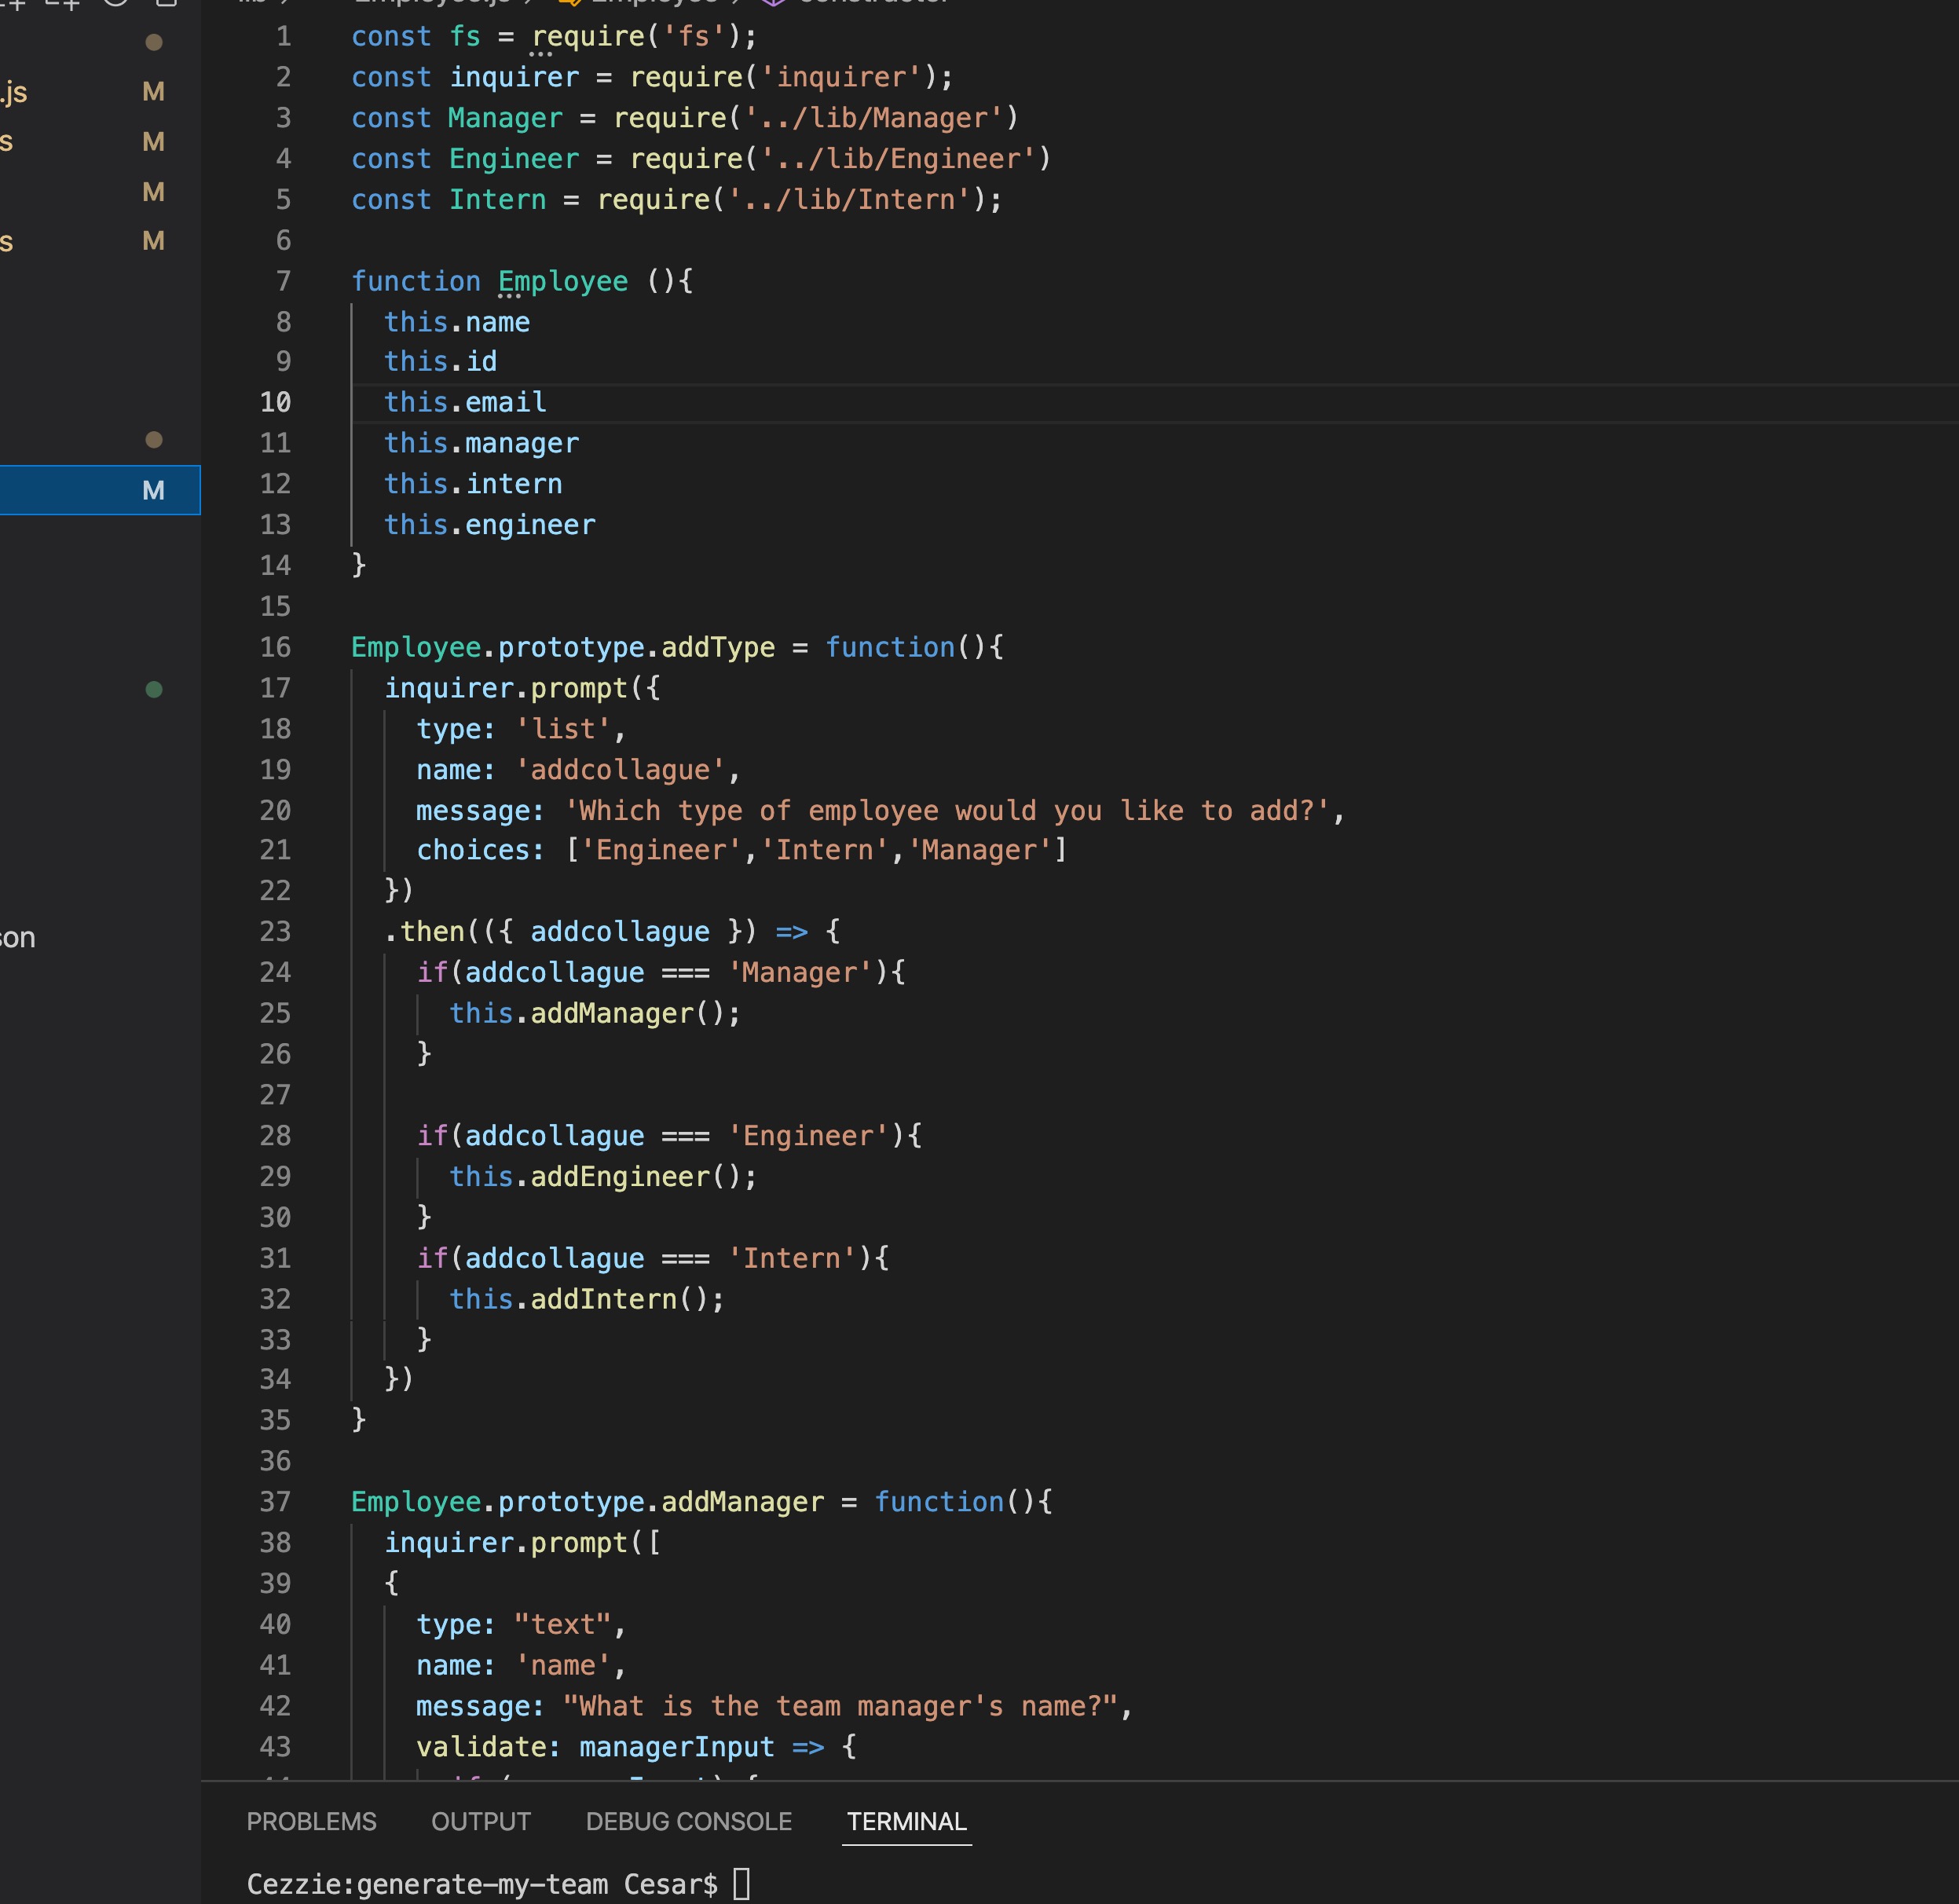 .js M
s M
M
s M
M
son
1 const fs = require('fs');
2 const inquirer = require('inquirer');
3 const Manager = require('../lib/Manager')
4 const Engineer = require('../lib/Engineer')
5 const Intern = require('../lib/Intern');
6
7 function Employee (){
8 this.name
9 this.id
10 this.email
11 this.manager
12 this.intern
13 this.engineer
14 }
15
16 Employee.prototype.addType = function(){
17 inquirer.prompt({
18 type: 'list',
19 name: 'addcollague',
20 message: 'Which type of employee would you like to add?',
21 choices: ['Engineer','Intern','Manager']
22 })
23 .then(({ addcollague }) => {
24 if(addcollague === 'Manager'){
25 this.addManager();
26 }
27
28 if(addcollague === 'Engineer'){
29 this.addEngineer();
30 }
31 if(addcollague === 'Intern'){
32 this.addIntern();
33 }
34 })
35 }
36
37 Employee.prototype.addManager = function(){
38 inquirer.prompt([
39 {
40 type: "text",
41 name: 'name',
42 message: "What is the team manager's name?",
43 validate: managerInput => {
PROBLEMS OUTPUT DEBUG CONSOLE TERMINAL
Cezzie:generate-my-team Cesar$